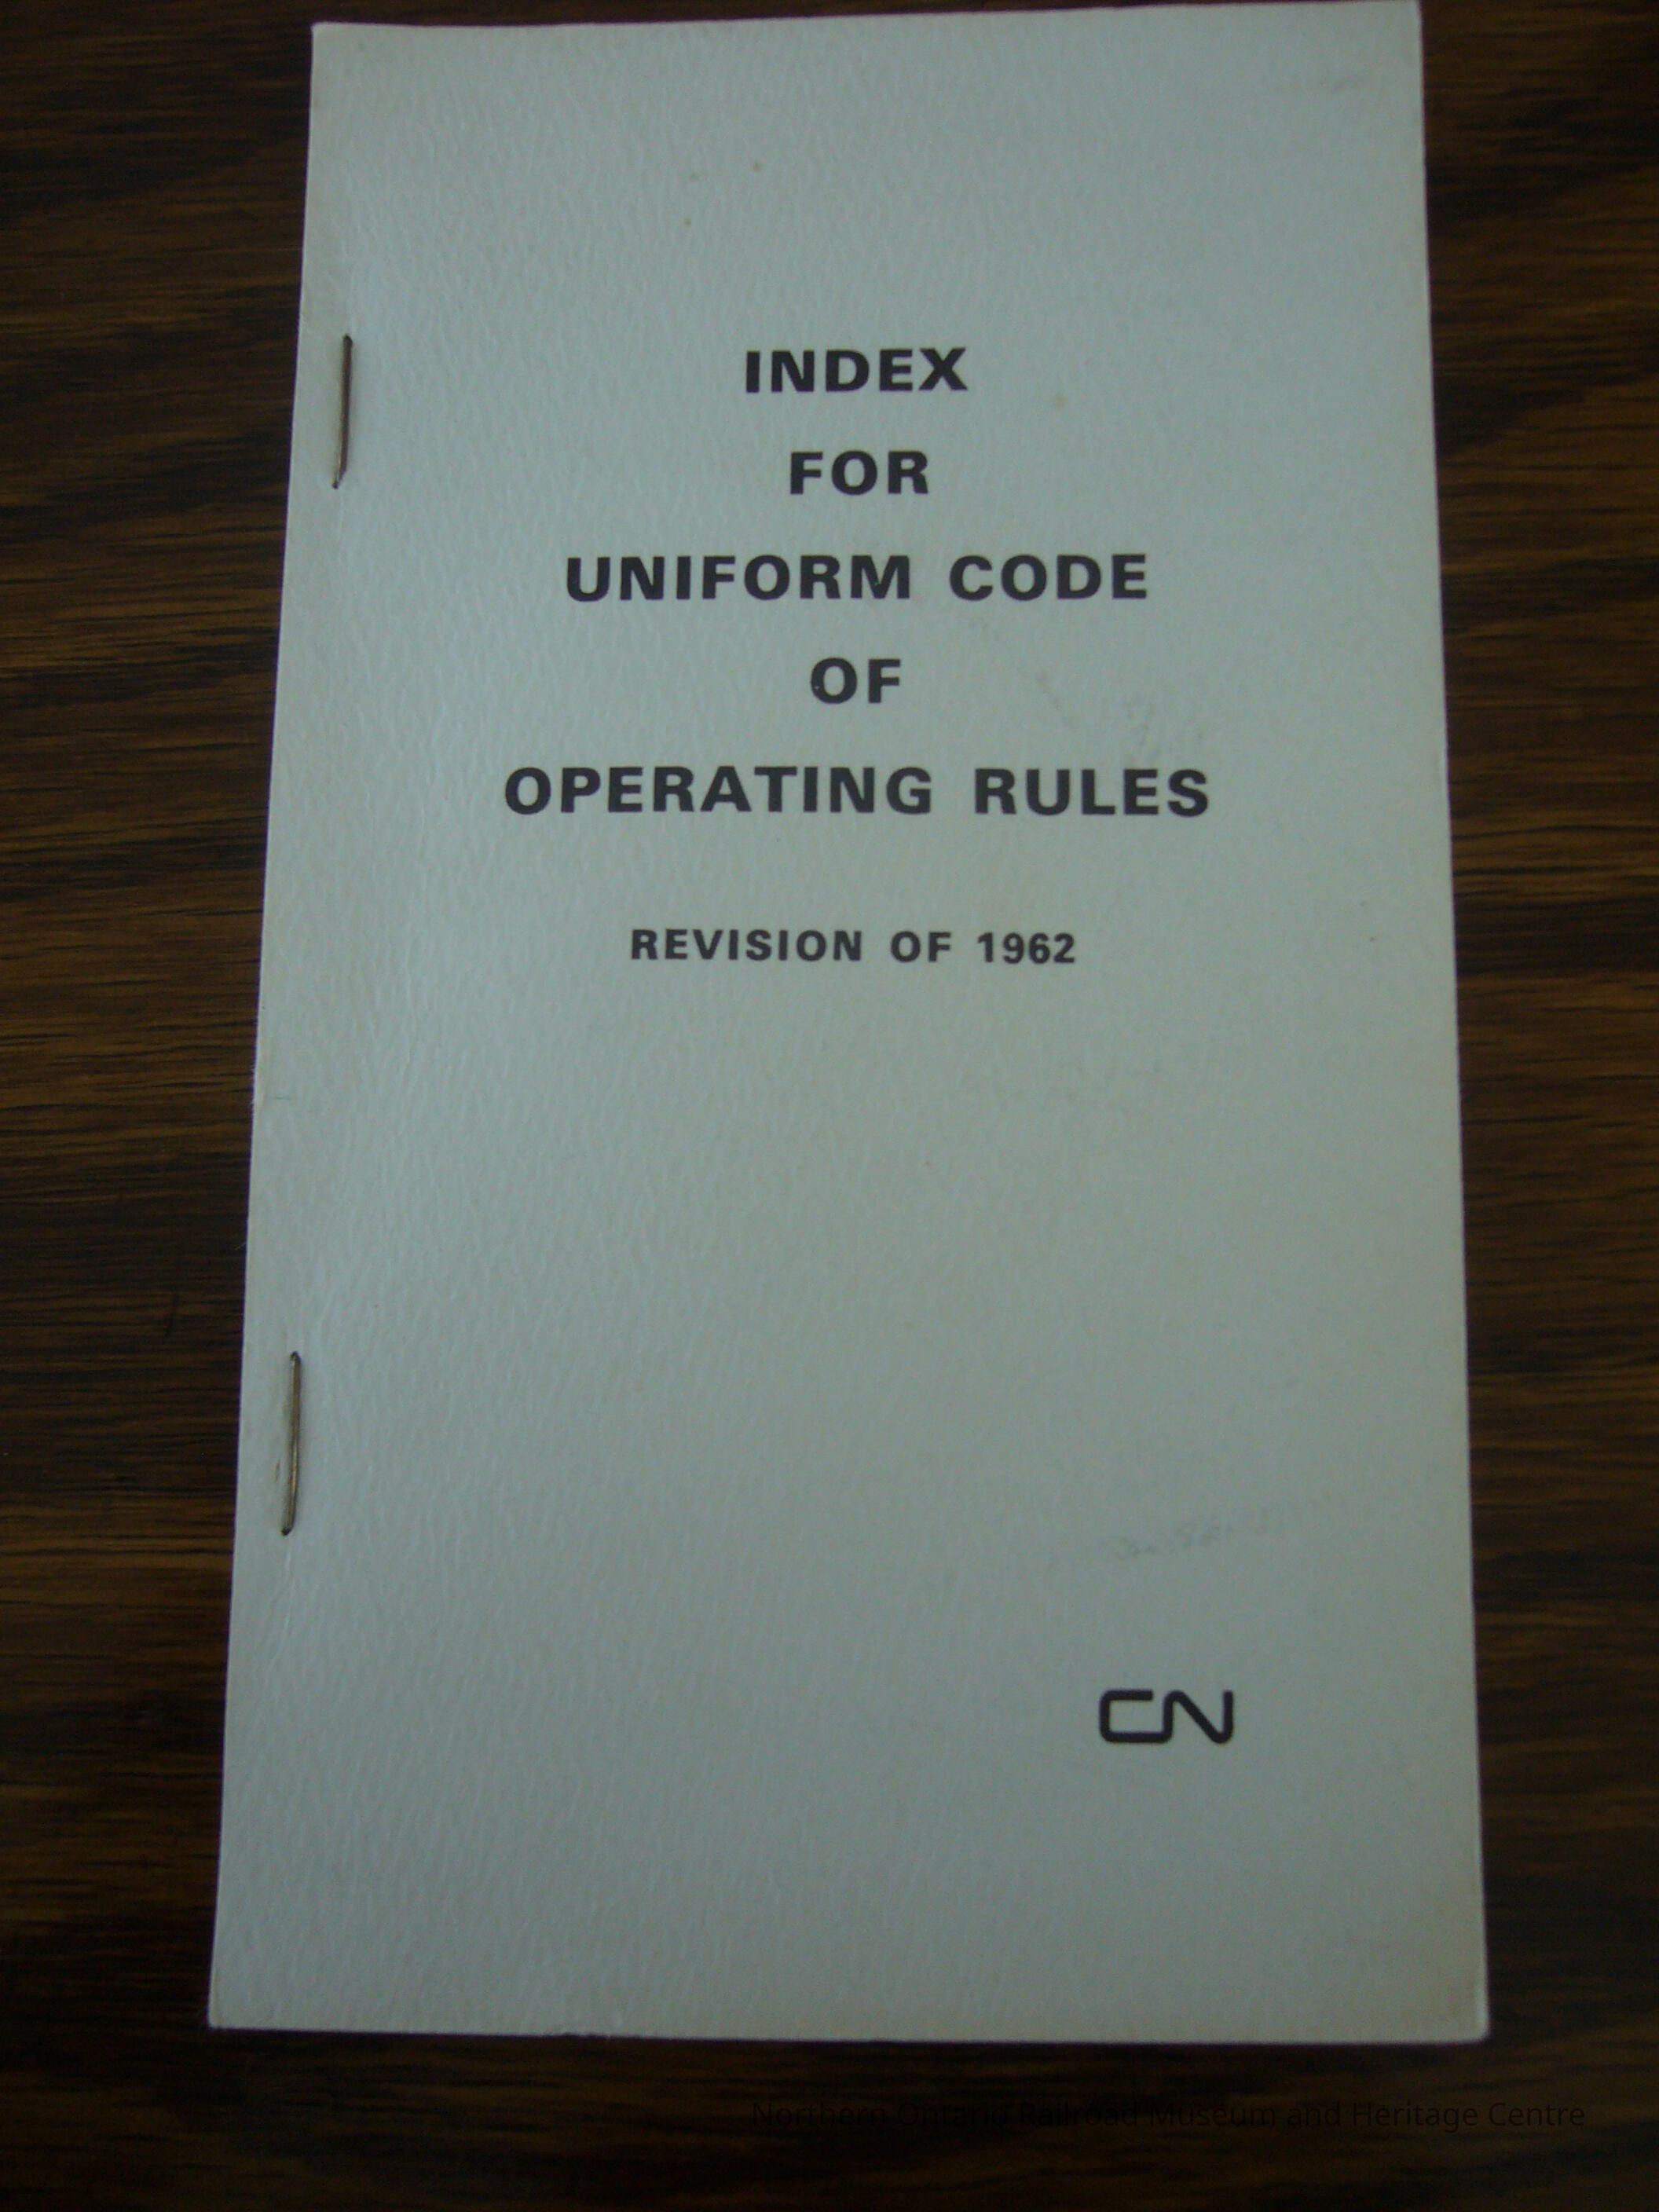 INDEX
FOR
UNIFORM CODE
OF
OPERATING RULES
REVISION OF 1962
CN
Northern Ontario Railroad Museum and Heritage Centre